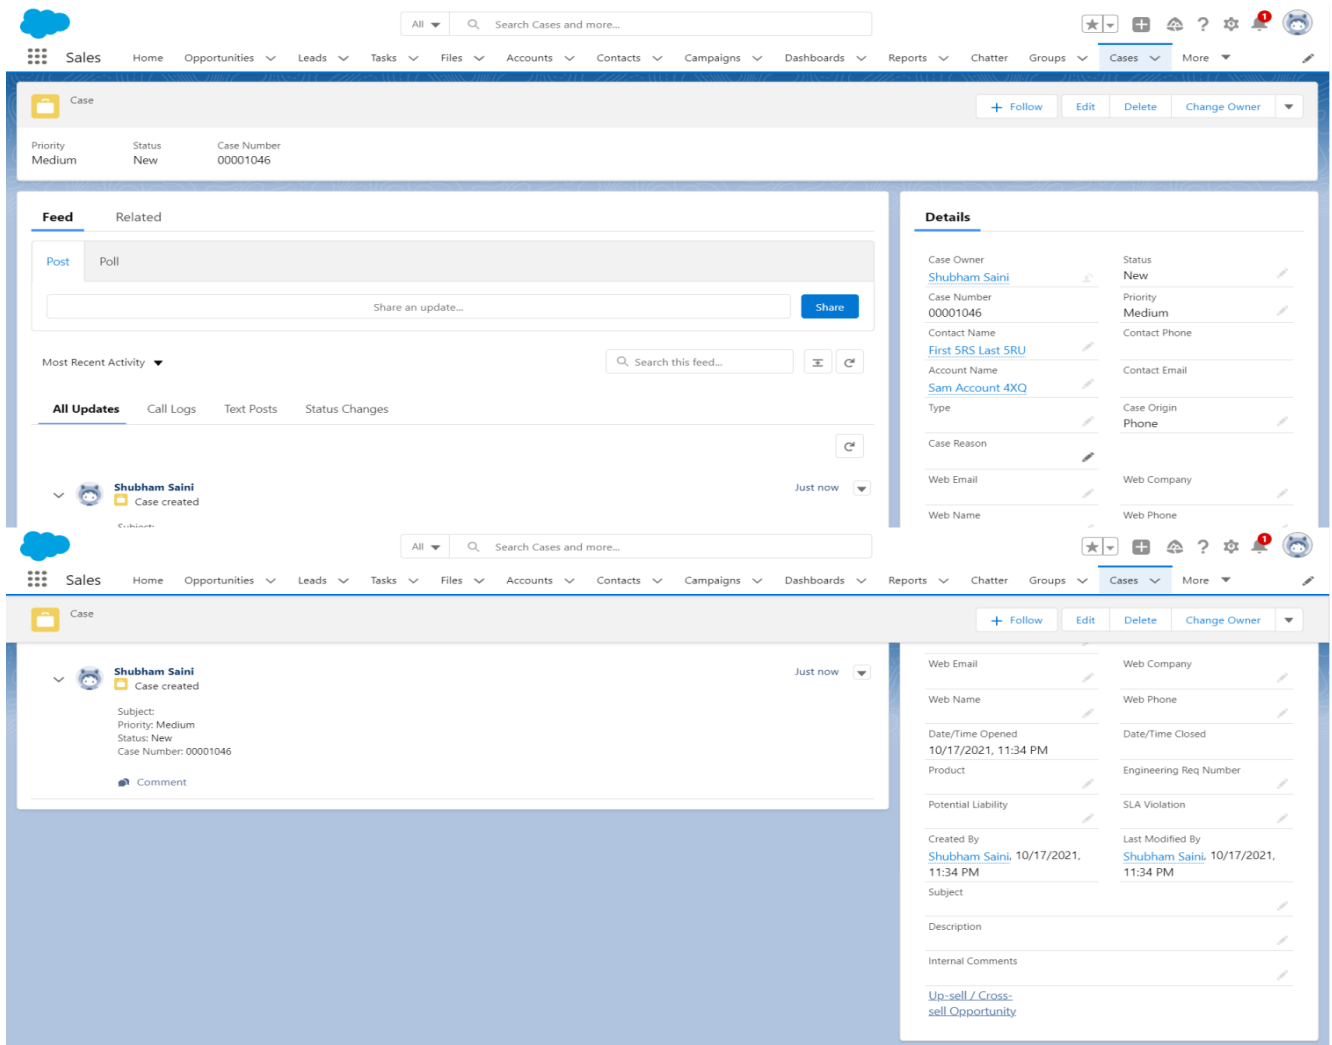 All
Search Cases and more...
1
Sales
Home Opportunities Leads Tasks Files Accounts Contacts Campaigns Dashboards Reports Chatter Groups Cases More
Case
+ Follow Edit Delete Change Owner
Priority Status Case Number
Medium New 00001046
Feed Related
Post Poll
Share an update... Share
Most Recent Activity Search this feed...
All Updates Call Logs Text Posts Status Changes
Shubham Saini Just now
Case created
Subject:
Details
Case Owner Status
Shubham Saini New
Case Number Priority
00001046 Medium
Contact Name Contact Phone
First 5RS Last 5RU
Account Name Contact Email
Sam Account 4XQ
Type Case Origin
Phone
Case Reason
Web Email Web Company
Web Name Web Phone
All
Search Cases and more...
1
Sales
Home Opportunities Leads Tasks Files Accounts Contacts Campaigns Dashboards Reports Chatter Groups Cases More
Case
+ Follow Edit Delete Change Owner
Shubham Saini Just now
Case created
Subject:
Priority: Medium
Status: New
Case Number: 00001046
Comment
Web Email Web Company
Web Name Web Phone
Date/Time Opened Date/Time Closed
10/17/2021, 11:34 PM
Product Engineering Req Number
Potential Liability SLA Violation
Created By Last Modified By
Shubham Saini, 10/17/2021, Shubham Saini, 10/17/2021,
11:34 PM 11:34 PM
Subject
Description
Internal Comments
Up-sell / Cross-
sell Opportunity